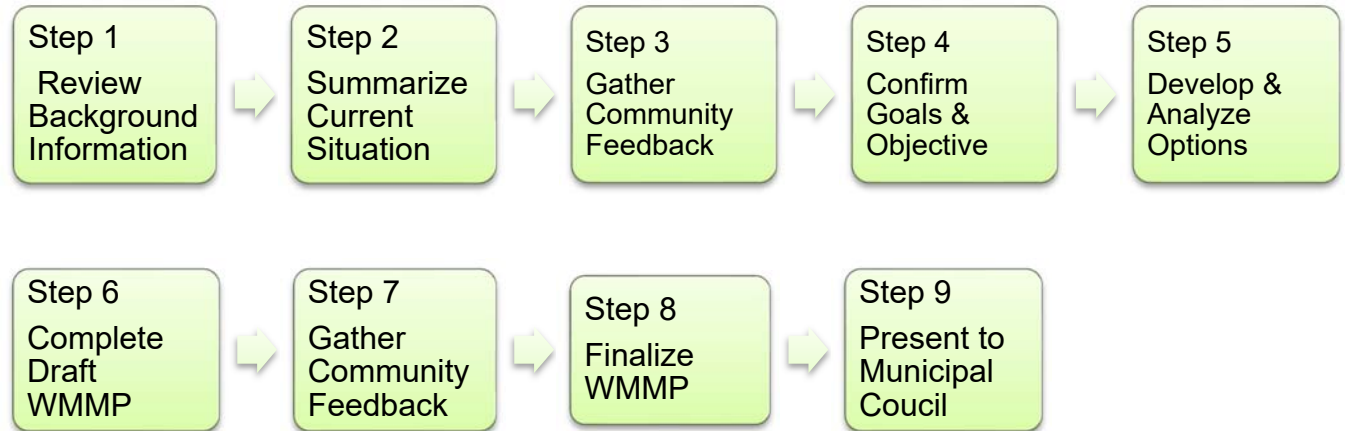 Step 1
Review
Background
Information
Step 2
Summarize
Current
Situation
Step 3
Gather
Community
Feedback
Step 4
Confirm
Goals &
Objective
Step 5
Develop &
Analyze
Options
Step 6
Complete
Draft
WMMP
Step 7
Gather
Community
Feedback
Step 8
Finalize
WMMP
Step 9
Present to
Municipal
Coucil